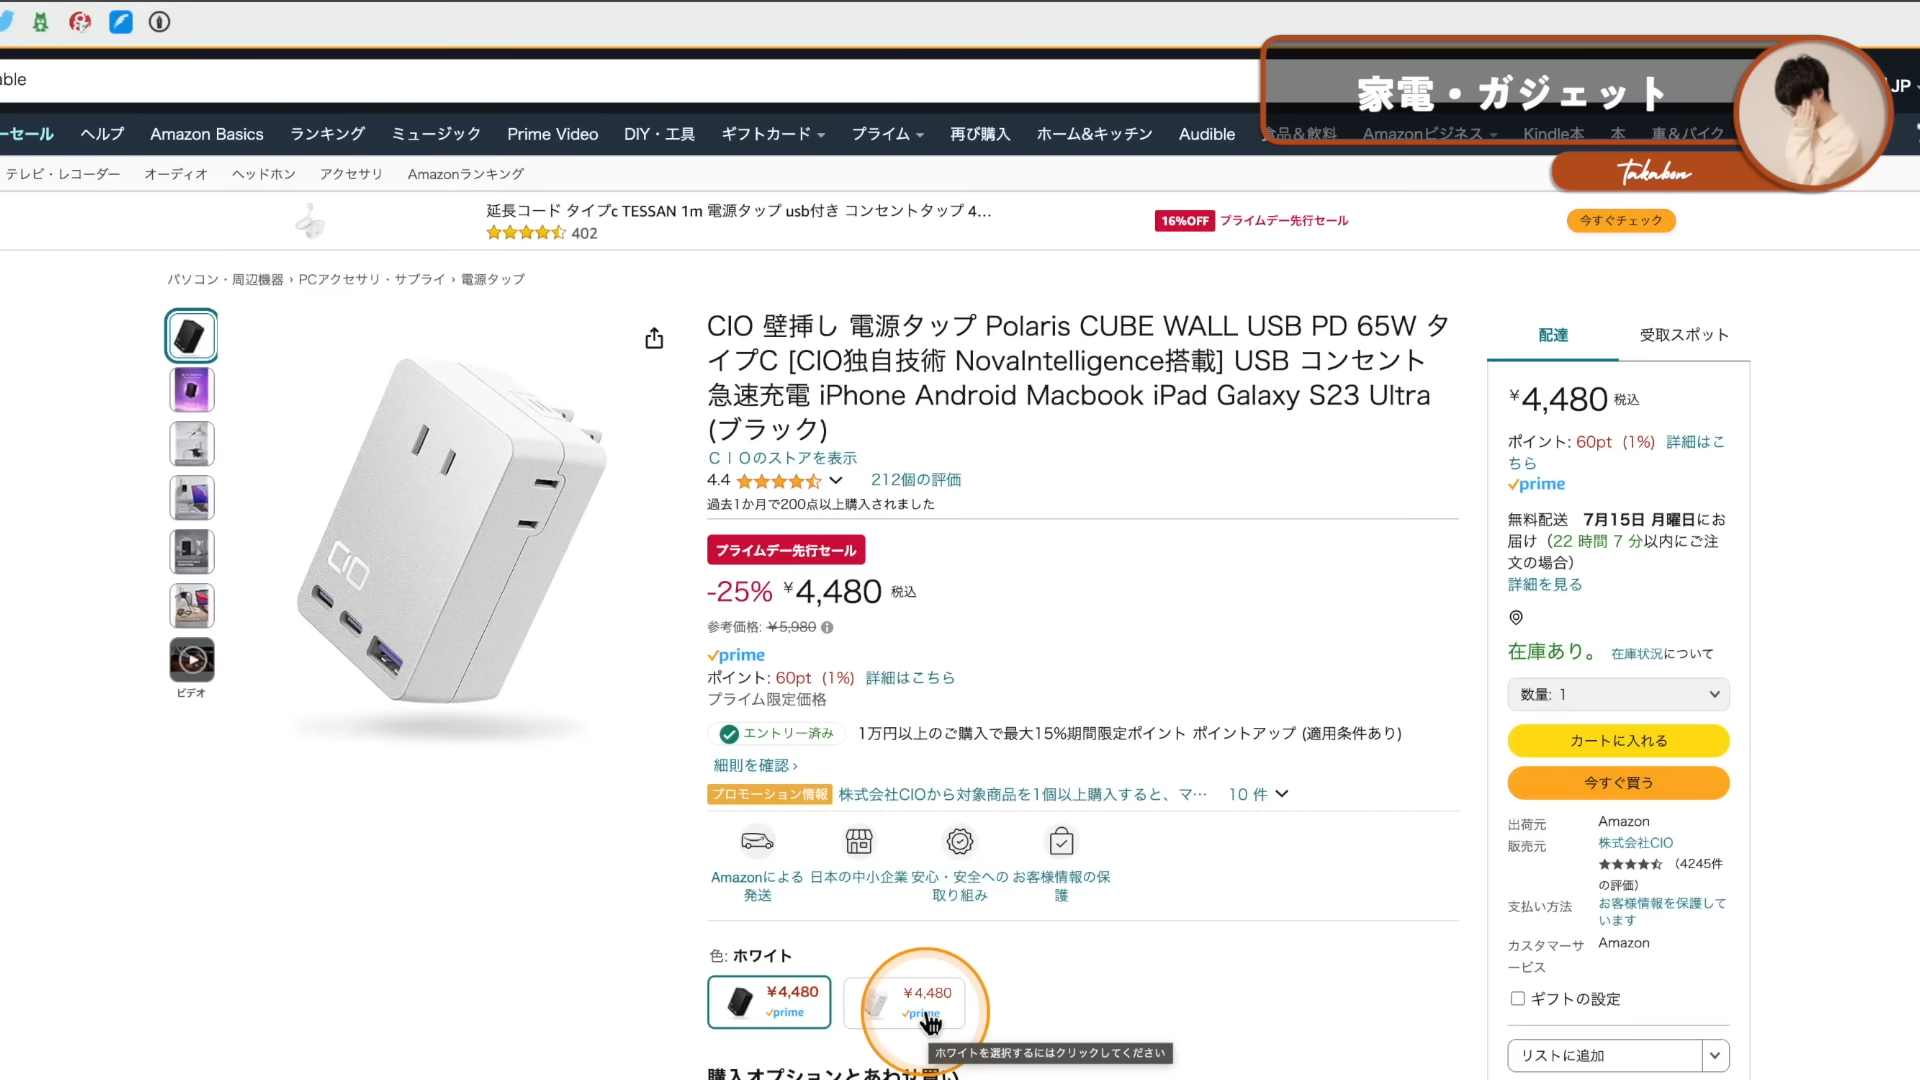 able
家電・ガジェット
JP
ーセール ヘルプ Amazon Basics ランキング ミュージック Prime Video DIY・工具 ギフトカード プライム 再び購入 ホーム&キッチン Audible 食品&飲料 Amazonビジネス Kindle本 本 車&バイク
Takabon
テレビ・レコーダー オーディオ ヘッドホン アクセサリ Amazonランキング
延長コード タイプc TESSAN 1m 電源タップ usb付き コンセントタップ 4...
402
16%OFF プライムデー先行セール
今すぐチェック
パソコン・周辺機器 › PCアクセサリ・サプライ › 電源タップ
ビデオ
CIO
CIO 壁挿し 電源タップ Polaris CUBE WALL USB PD 65W タ
イプC [CIO独自技術 NovaIntelligence搭載] USB コンセント
急速充電 iPhone Android Macbook iPad Galaxy S23 Ultra
(ブラック)
CIOのストアを表示
4.4 212個の評価
過去1か月で200点以上購入されました
プライムデー先行セール
-25% ¥4,480 税込
参考価格: ¥5,980
prime
ポイント: 60pt (1%) 詳細はこちら
プライム限定価格
エントリー済み 1万円以上のご購入で最大15%期間限定ポイント ポイントアップ (適用条件あり)
細則を確認 ›
プロモーション情報 株式会社CIOから対象商品を1個以上購入すると、マ… 10 件
Amazonによる
発送
日本の中小企業
安心・安全への
取り組み
お客様情報の保
護
色: ホワイト
¥4,480
prime
¥4,480
prime
ホワイトを選択するにはクリックしてください
購入オプションとあわせ買い
配達 受取スポット
¥4,480 税込
ポイント: 60pt (1%) 詳細はこ
ちら
prime
無料配送 7月15日 月曜日にお
届け（22 時間 7 分以内にご注
文の場合）
詳細を見る
在庫あり。 在庫状況について
数量: 1
カートに入れる
今すぐ買う
出荷元 Amazon
販売元 株式会社CIO
（4245件
の評価）
支払い方法 お客様情報を保護して
います
カスタマーサ
ービス Amazon
ギフトの設定
リストに追加